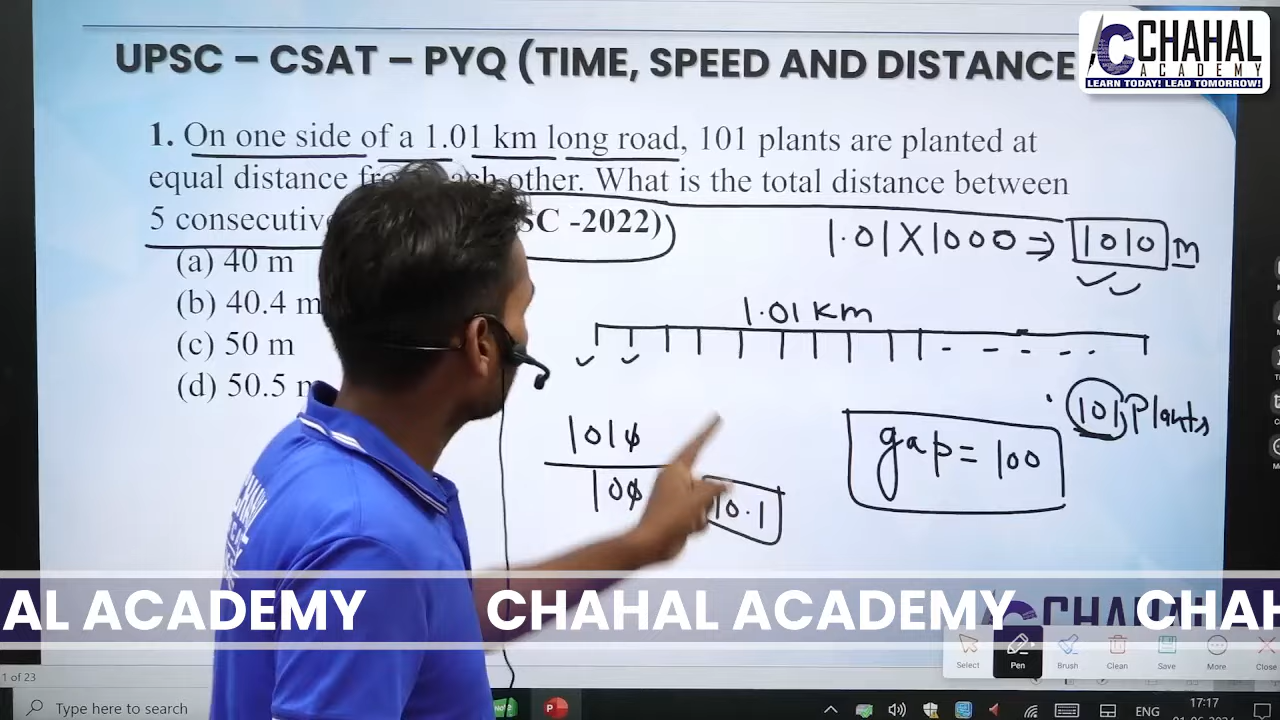 UPSC – CSAT – PYQ (TIME, SPEED AND DISTANCE
CHAHAL
ACADEMY
LEARN TODAY! LEAD TOMORROW!
1. On one side of a 1.01 km long road, 101 plants are planted at
equal distance from each other. What is the total distance between
5 consecutiv SC -2022)
(a) 40 m
(b) 40.4 m
(c) 50 m
(d) 50.5 m
1.01 X 1000 ⇒ 1010 m
1.01 km
101 Plants
gap = 100
1010
100
10.1
AL ACADEMY CHAHAL ACADEMY CHAH
CHAHAL
Select Pen Brush Clean Save More Close
1 of 23
Type here to search
ENG
17:17